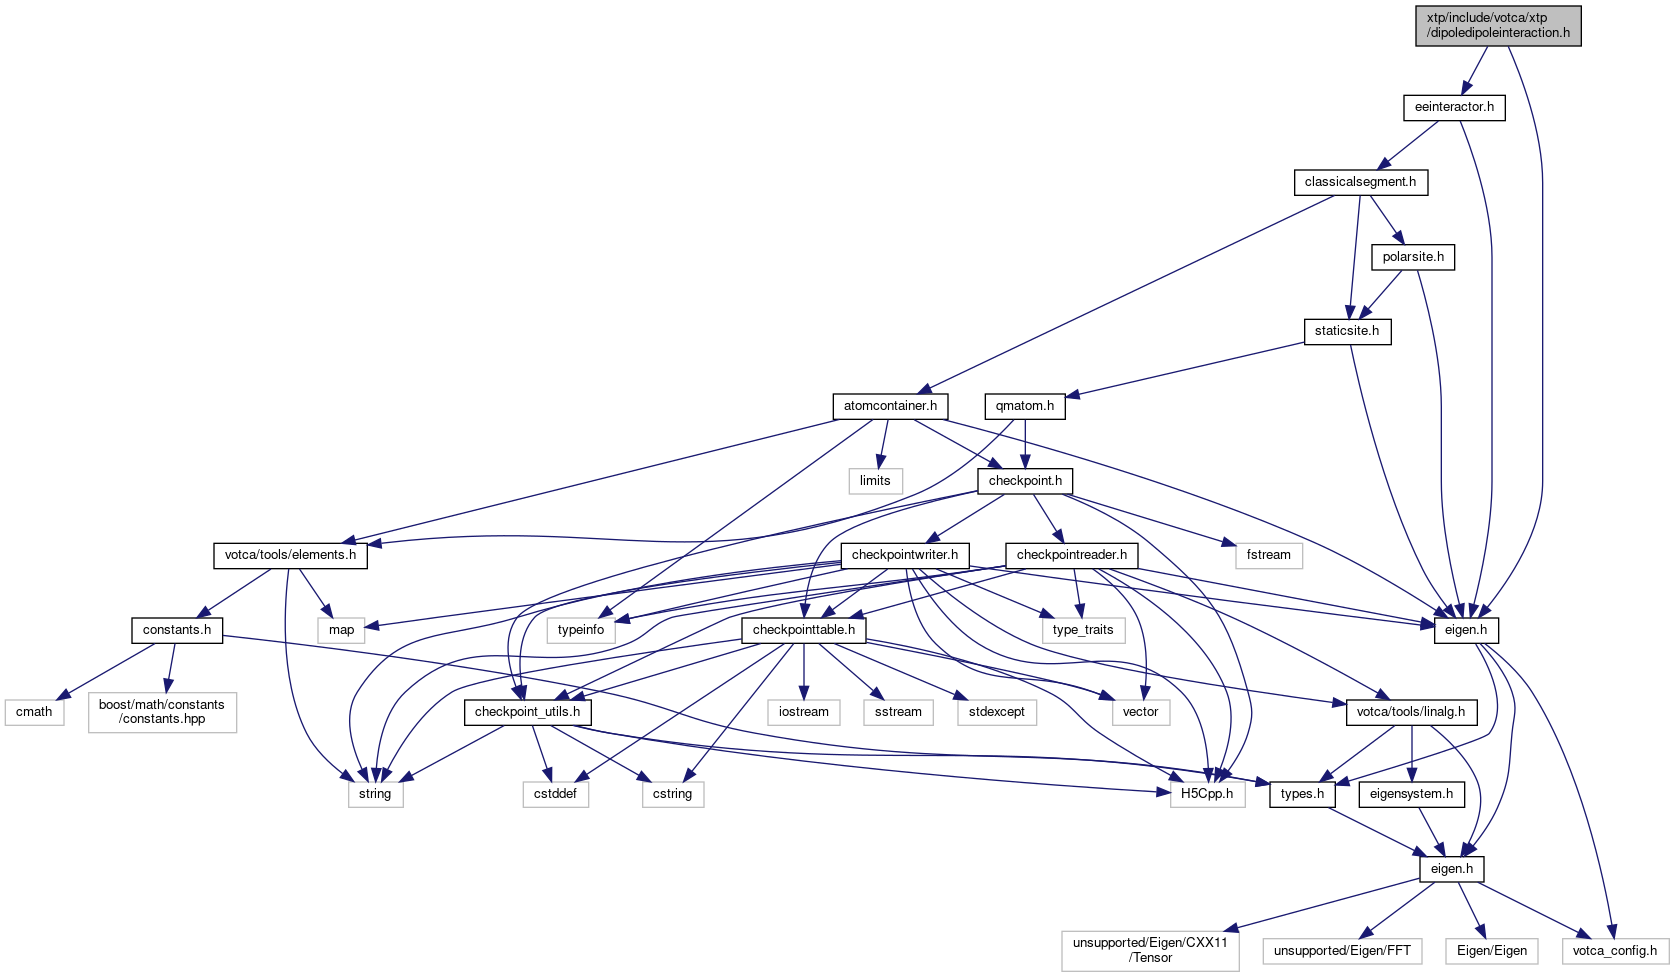 xtp/include/votca/xtp
/dipoledipoleinteraction.h
eeinteractor.h
classicalsegment.h
polarsite.h
staticsite.h
atomcontainer.h
qmatom.h
limits
checkpoint.h
votca/tools/elements.h
checkpointwriter.h
checkpointreader.h
fstream
constants.h
map
typeinfo
checkpointtable.h
type_traits
eigen.h
cmath
boost/math/constants
/constants.hpp
checkpoint_utils.h
iostream
sstream
stdexcept
vector
votca/tools/linalg.h
string
cstddef
cstring
H5Cpp.h
types.h
eigensystem.h
eigen.h
unsupported/Eigen/CXX11
/Tensor
unsupported/Eigen/FFT
Eigen/Eigen
votca_config.h